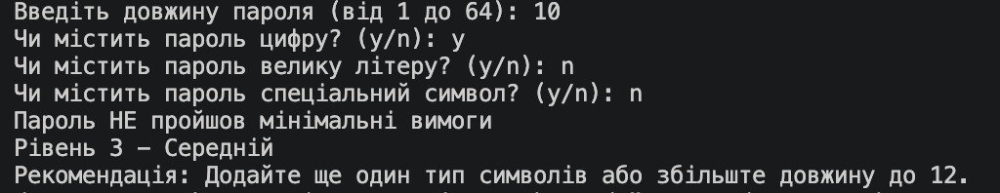 Введіть довжину пароля (від 1 до 64): 10
Чи містить пароль цифру? (y/n): y
Чи містить пароль велику літеру? (y/n): n
Чи містить пароль спеціальний символ? (y/n): n
Пароль НЕ пройшов мінімальні вимоги
Рівень 3 – Середній
Рекомендація: Додайте ще один тип символів або збільште довжину до 12.